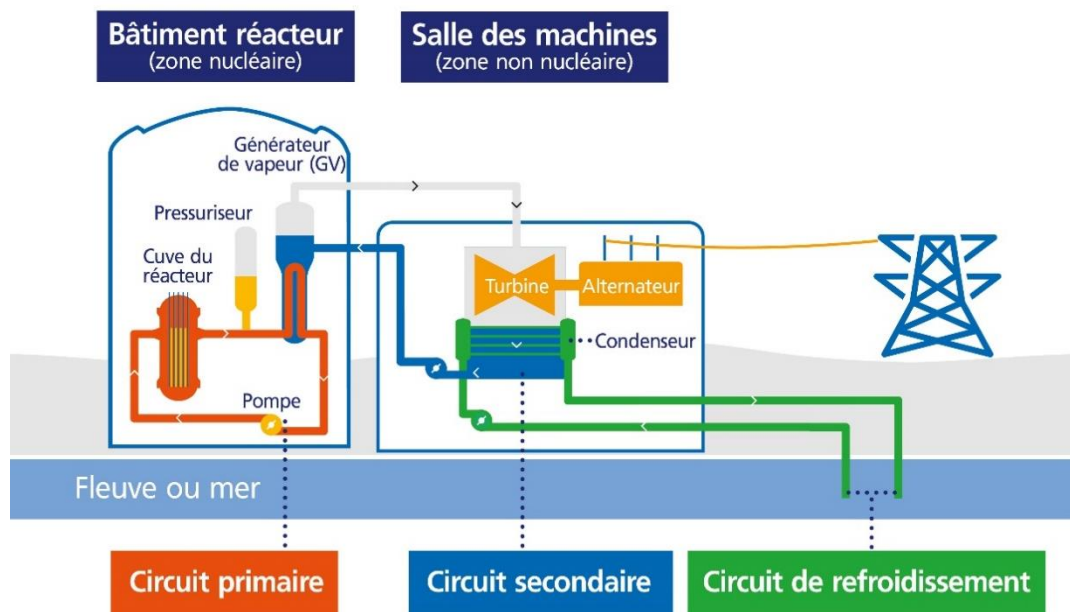 Bâtiment réacteur
(zone nucléaire)
Salle des machines
(zone non nucléaire)
Générateur
de vapeur (GV)
Pressuriseur
Cuve du
réacteur
Turbine
Alternateur
Condenseur
Pompe
Fleuve ou mer
Circuit primaire
Circuit secondaire
Circuit de refroidissement